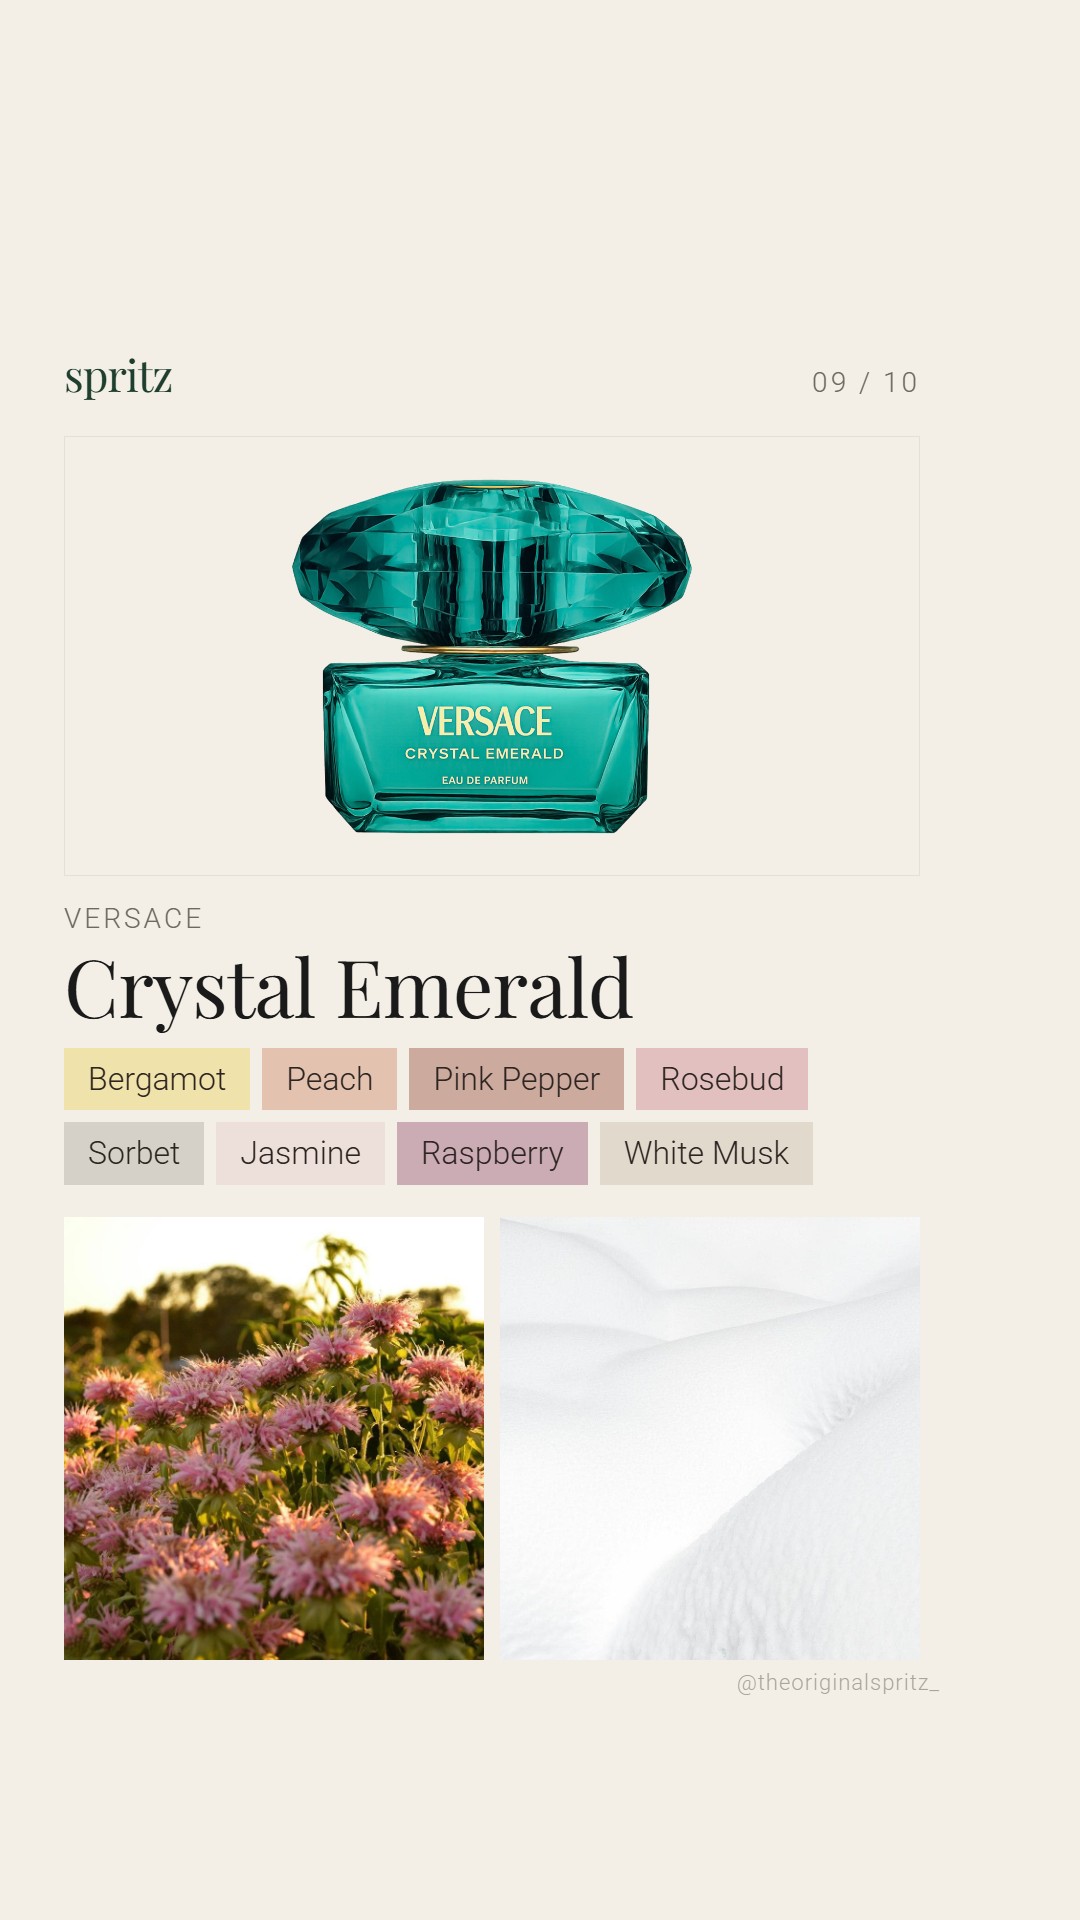 spritz
09 / 10
VERSACE
CRYSTAL EMERALD
EAU DE PARFUM
VERSACE
Crystal Emerald
Bergamot Peach Pink Pepper Rosebud
Sorbet Jasmine Raspberry White Musk
@theoriginalspritz_